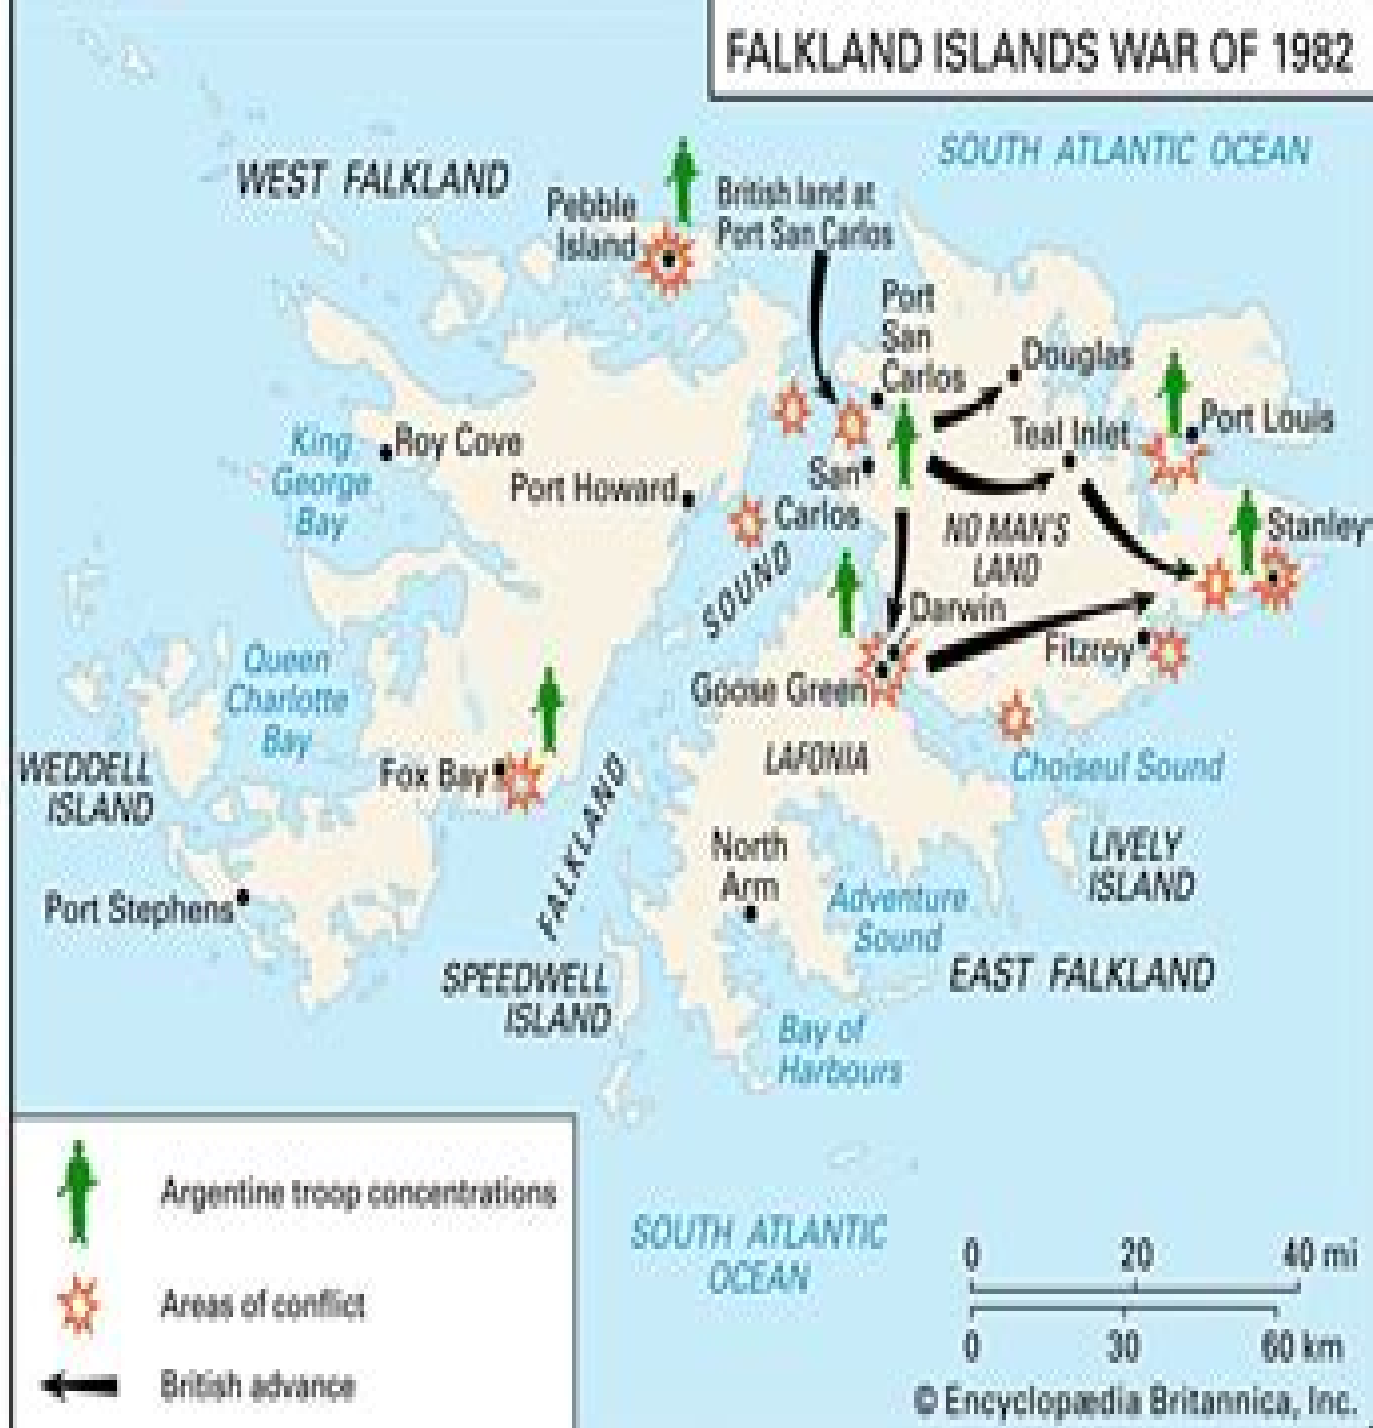 FALKLAND ISLANDS WAR OF 1982
SOUTH ATLANTIC OCEAN
WEST FALKLAND
Pebble
Island
British land at
Port San Carlos
Port
San
Carlos
Douglas
Teal Inlet
Port Louis
King
George
Bay
Roy Cove
Port Howard
San
Carlos
NO MAN'S
LAND
Stanley
SOUND
Darwin
Fitzroy
Queen
Charlotte
Bay
Goose Green
WEDDELL
ISLAND
Fox Bay
LAFONIA
Choiseul Sound
FALKLAND
North
Arm
LIVELY
ISLAND
Port Stephens
Adventure
Sound
SPEEDWELL
ISLAND
EAST FALKLAND
Bay of
Harbours
Argentine troop concentrations
Areas of conflict
British advance
SOUTH ATLANTIC
OCEAN
0 20 40 mi
0 30 60 km
© Encyclopædia Britannica, Inc.